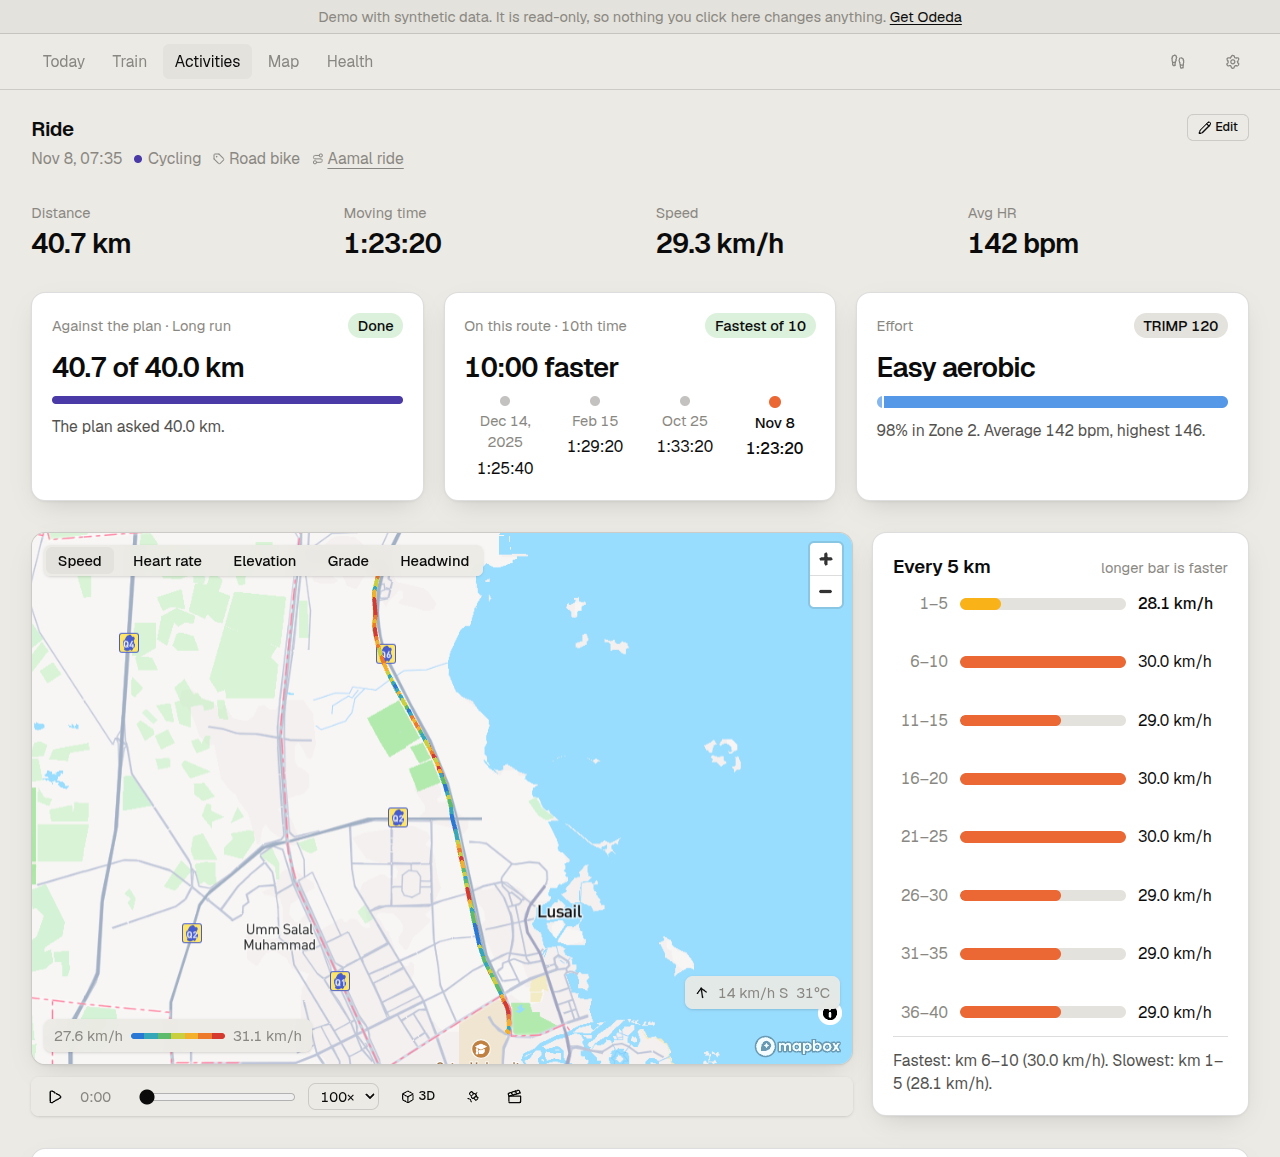 Demo with synthetic data. It is read-only, so nothing you click here changes anything. Get Odeda
Today Train Activities Map Health
Ride
Edit
Nov 8, 07:35 Cycling Road bike Aamal ride
Distance Moving time Speed Avg HR
40.7 km 1:23:20 29.3 km/h 142 bpm
Against the plan · Long run Done
40.7 of 40.0 km
The plan asked 40.0 km.
On this route · 10th time Fastest of 10
10:00 faster
Dec 14, 2025 Feb 15 Oct 25 Nov 8
1:25:40 1:29:20 1:33:20 1:23:20
Effort TRIMP 120
Easy aerobic
98% in Zone 2. Average 142 bpm, highest 146.
Speed Heart rate Elevation Grade Headwind
+
−
Lusail
Umm Salal
Muhammad
14 km/h S 31°C
27.6 km/h 31.1 km/h
mapbox
0:00 100× 3D
Every 5 km longer bar is faster
1–5 28.1 km/h
6–10 30.0 km/h
11–15 29.0 km/h
16–20 30.0 km/h
21–25 30.0 km/h
26–30 29.0 km/h
31–35 29.0 km/h
36–40 29.0 km/h
Fastest: km 6–10 (30.0 km/h). Slowest: km 1–
5 (28.1 km/h).